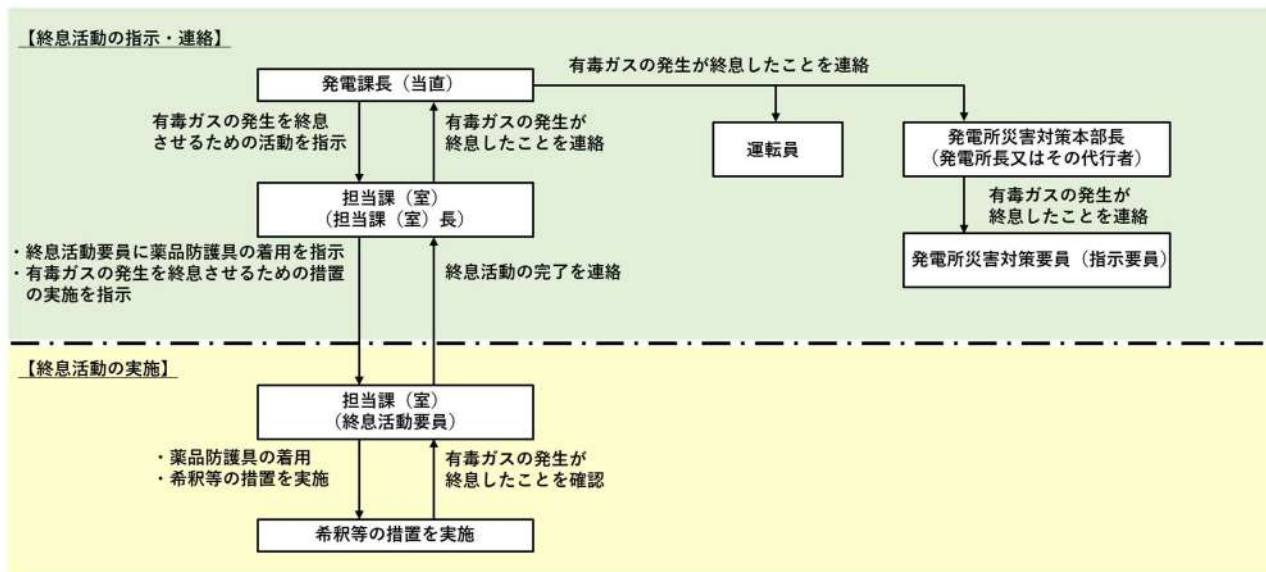 【終息活動の指示・連絡】
有毒ガスの発生が終息したことを連絡
発電課長（当直）
有毒ガスの発生を終息
させるための活動を指示
有毒ガスの発生が
終息したことを連絡
運転員
発電所災害対策本部長
（発電所長又はその代行者）
担当課（室）
（担当課（室）長）
有毒ガスの発生が
終息したことを連絡
・終息活動要員に薬品防護具の着用を指示
・有毒ガスの発生を終息させるための措置
の実施を指示
終息活動の完了を連絡
発電所災害対策要員（指示要員）
【終息活動の実施】
担当課（室）
（終息活動要員）
・薬品防護具の着用
・希釈等の措置を実施
有毒ガスの発生が
終息したことを確認
希釈等の措置を実施